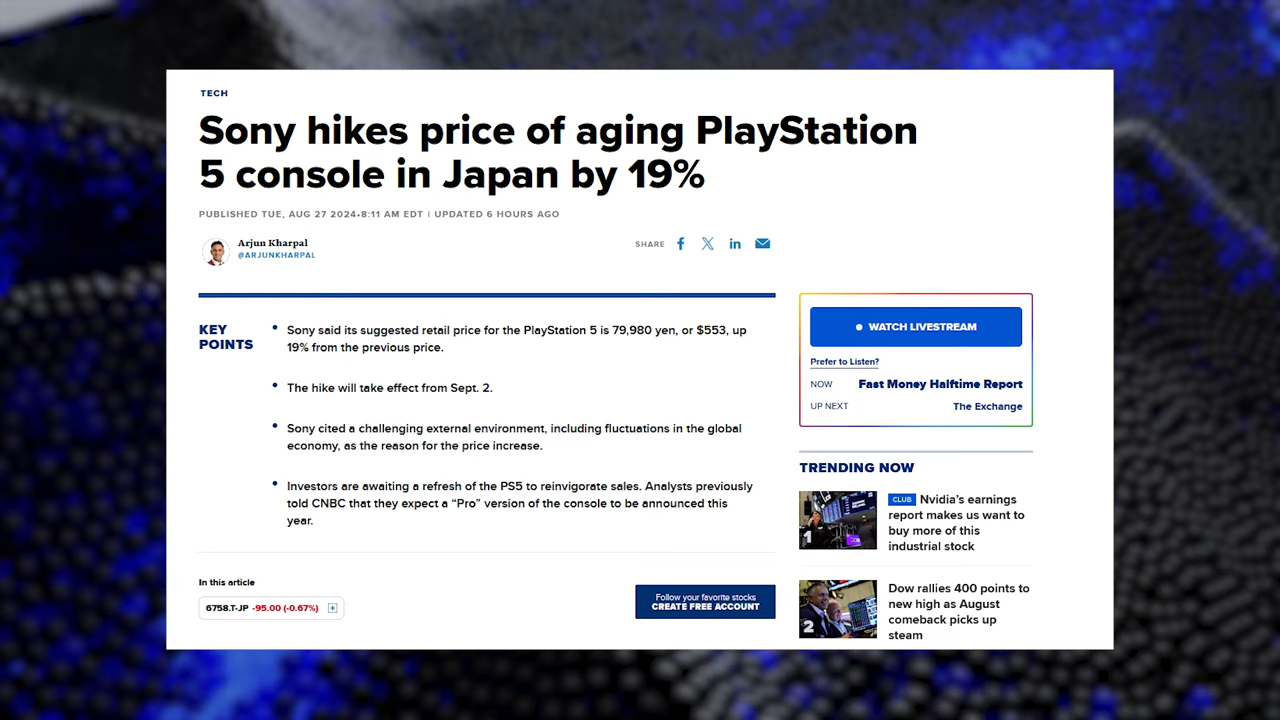 TECH
Sony hikes price of aging PlayStation
5 console in Japan by 19%
PUBLISHED TUE, AUG 27 2024•8:11 AM EDT | UPDATED 6 HOURS AGO
Arjun Kharpal
@ARJUNKHARPAL
SHARE
KEY
POINTS
• Sony said its suggested retail price for the PlayStation 5 is 79,980 yen, or $553, up
19% from the previous price.
• The hike will take effect from Sept. 2.
• Sony cited a challenging external environment, including fluctuations in the global
economy, as the reason for the price increase.
• Investors are awaiting a refresh of the PS5 to reinvigorate sales. Analysts previously
told CNBC that they expect a “Pro” version of the console to be announced this
year.
In this article
6758.T-JP -95.00 (-0.67%)
Follow your favorite stocks
CREATE FREE ACCOUNT
WATCH LIVESTREAM
Prefer to Listen?
NOW Fast Money Halftime Report
UP NEXT The Exchange
TRENDING NOW
1
CLUB Nvidia’s earnings
report makes us want to
buy more of this
industrial stock
2
Dow rallies 400 points to
new high as August
comeback picks up
steam